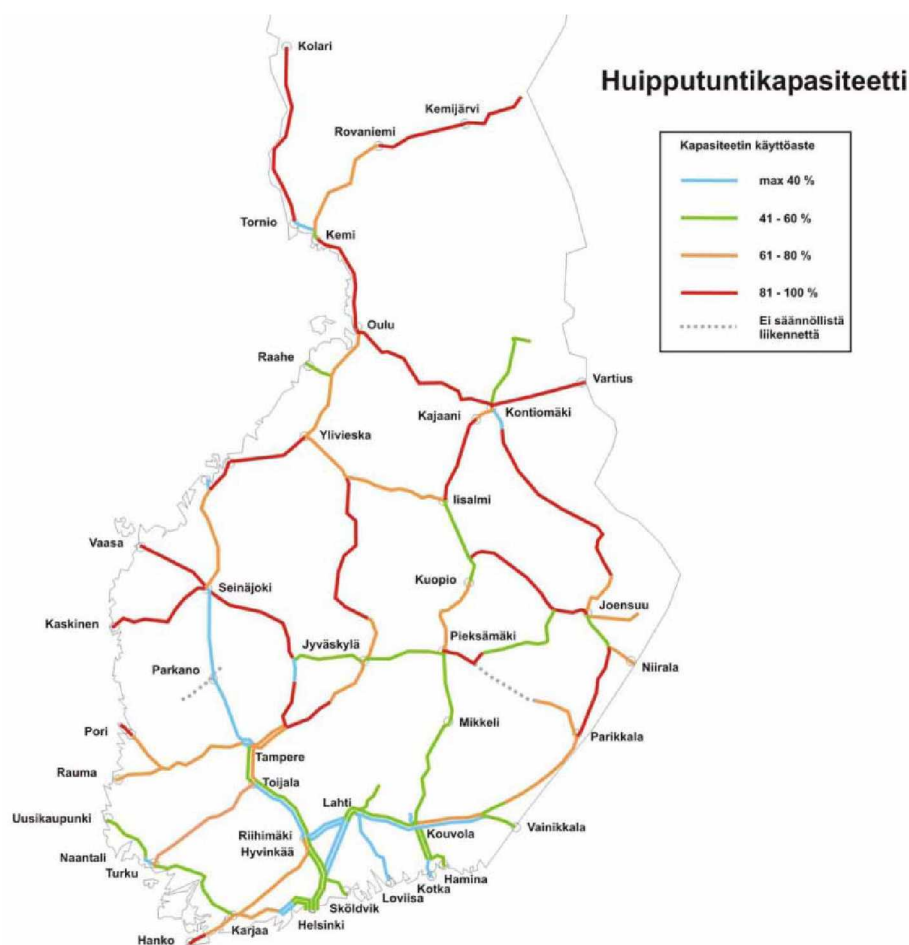 Huipputuntikapasiteetti
Kapasiteetin käyttöaste
max 40 %
41 - 60 %
61 - 80 %
81 - 100 %
Ei säännöllistä
liikennettä
Kolari
Kemijärvi
Rovaniemi
Tornio
Kemi
Oulu
Raahe
Vartius
Kajaani
Kontiomäki
Ylivieska
Iisalmi
Vaasa
Kuopio
Seinäjoki
Joensuu
Kaskinen
Jyväskylä
Pieksämäki
Niirala
Parkano
Mikkeli
Pori
Parikkala
Tampere
Rauma
Toijala
Lahti
Uusikaupunki
Riihimäki
Kouvola
Vainikkala
Hyvinkää
Naantali
Turku
Hamina
Kotka
Loviisa
Sköldvik
Helsinki
Karjaa
Hanko